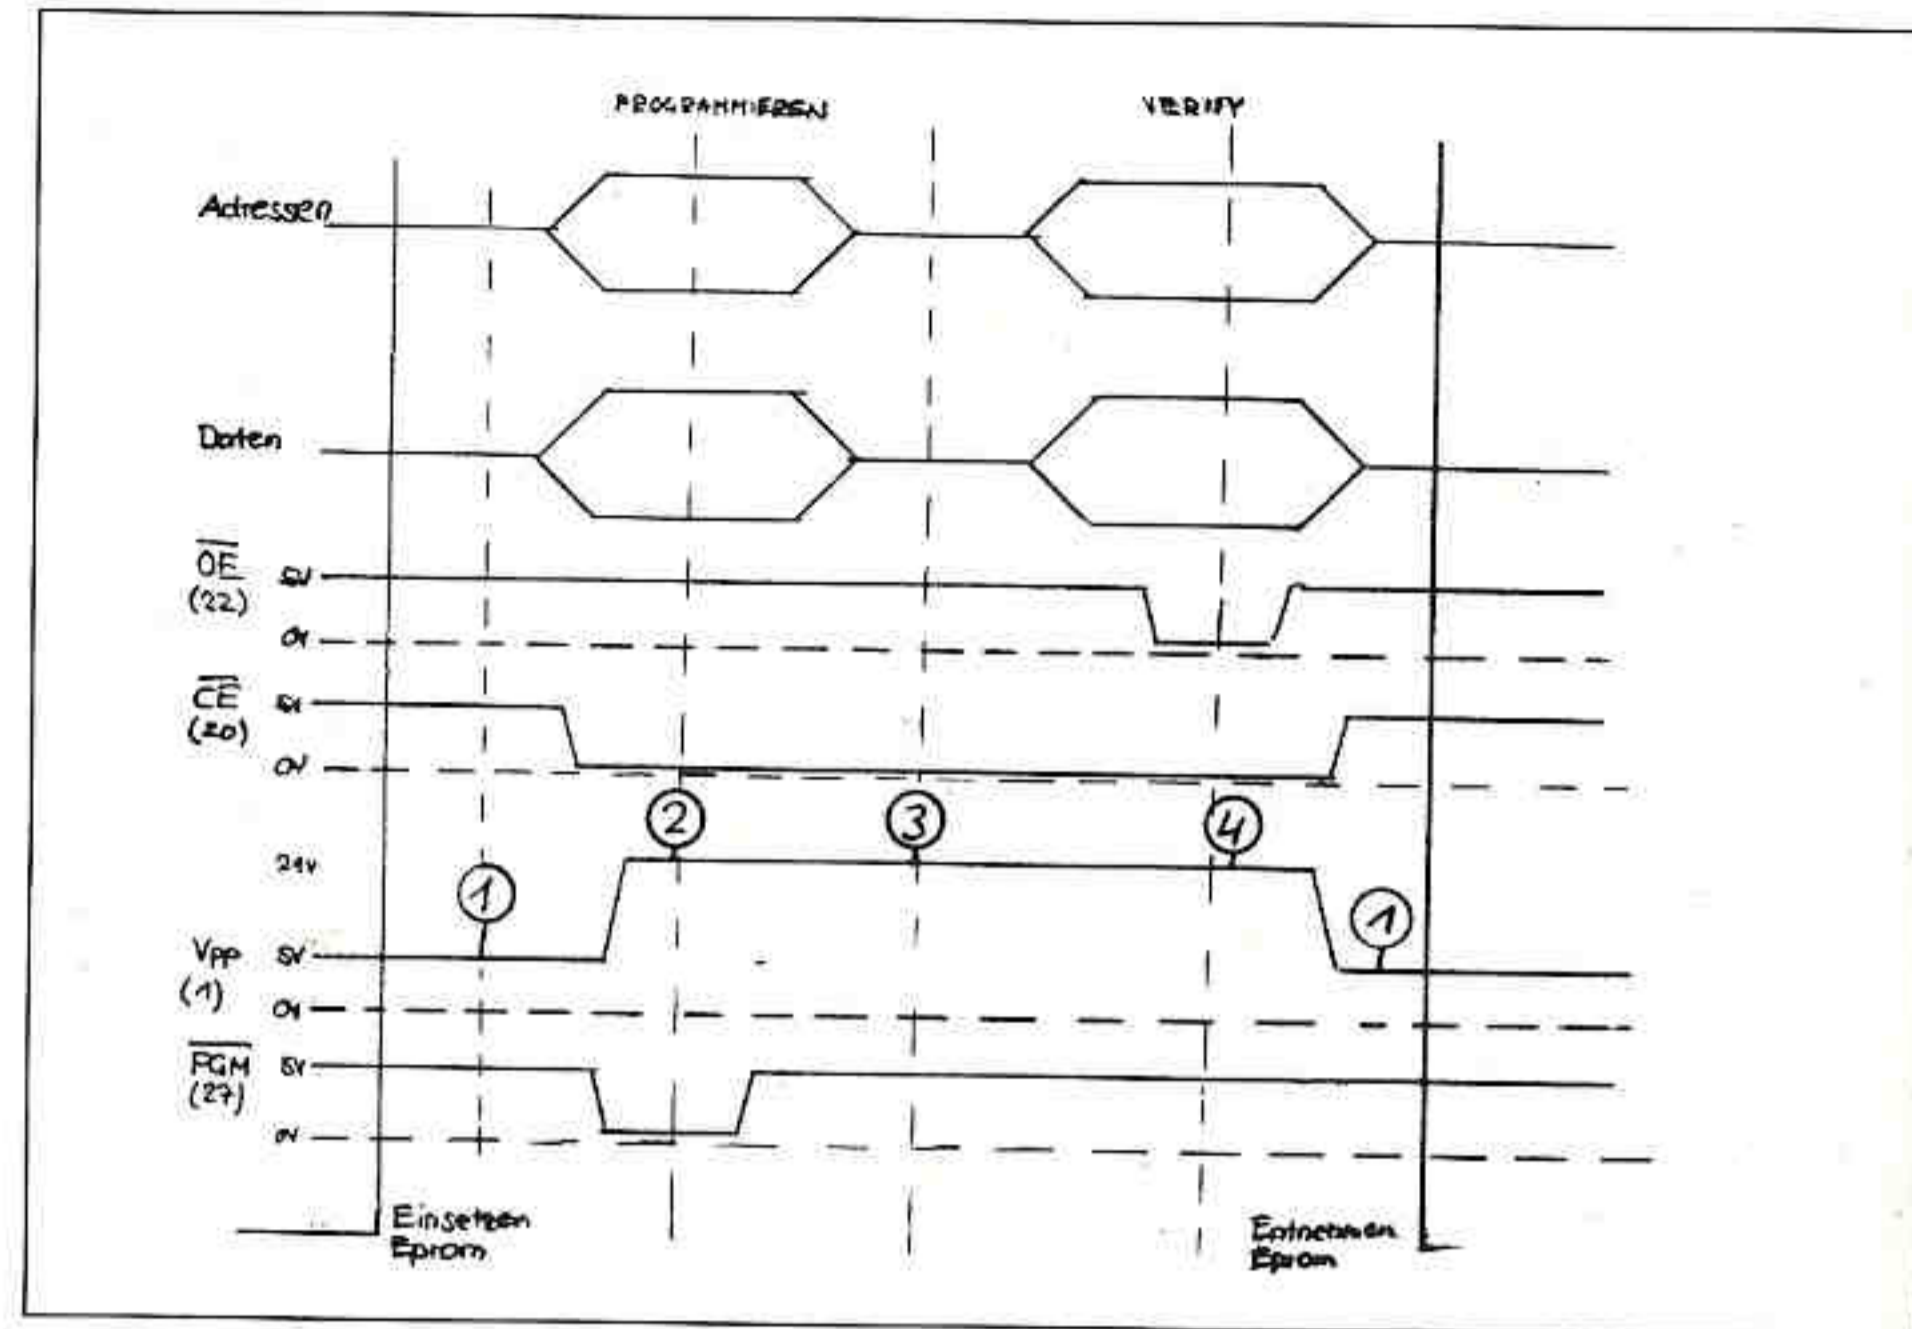 PROGRAMMIEREN
VERIFY
Adressen
Daten
OE
(22)
5V
0V
CE
(20)
5V
0V
2
3
4
21V
1
1
Vpp
(1)
5V
0V
PGM
(27)
5V
0V
Einsetzen
Eprom
Entnehmen
Eprom